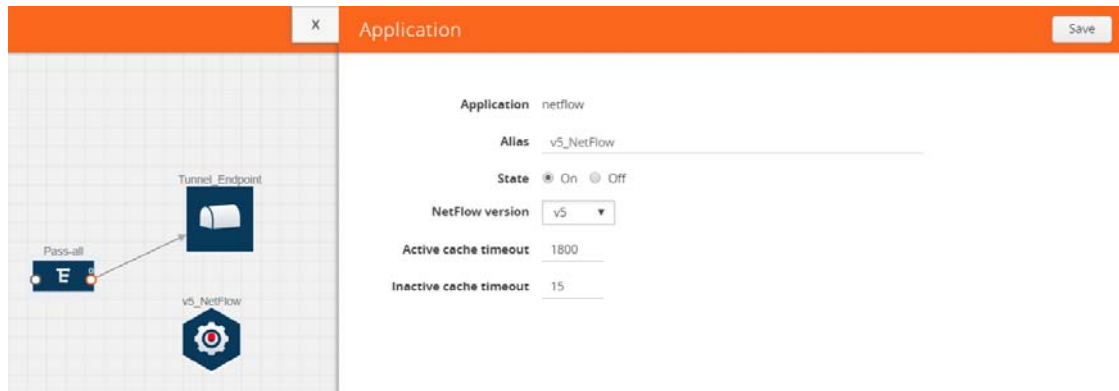 X
Application
Save
Application netflow
Alias v5_NetFlow
State On Off
NetFlow version v5
Active cache timeout 1800
Inactive cache timeout 15
Tunnel_Endpoint
Pass-all
v5_NetFlow